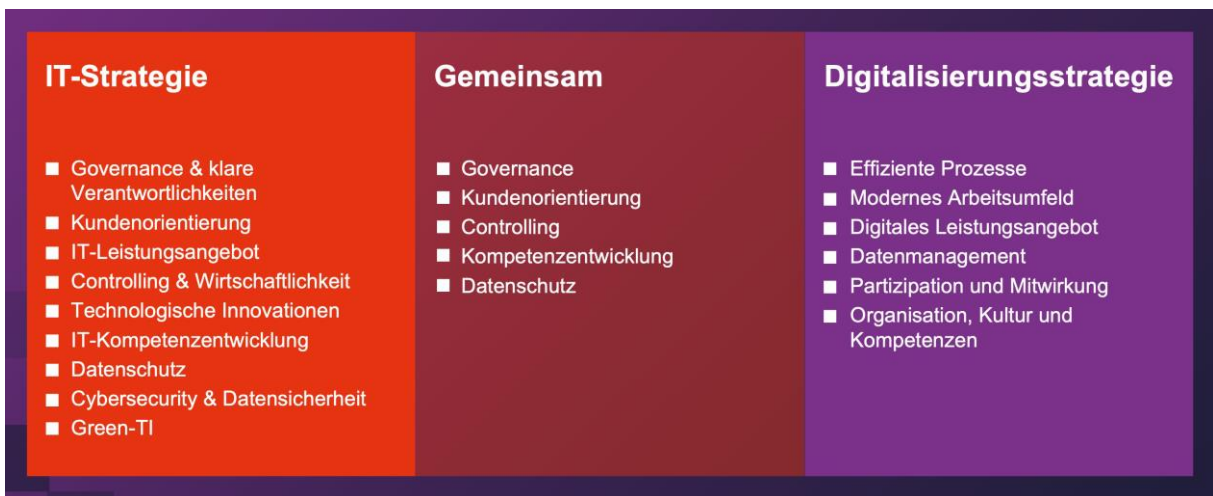 IT-Strategie
Governance & klare
Verantwortlichkeiten
Kundenorientierung
IT-Leistungsangebot
Controlling & Wirtschaftlichkeit
Technologische Innovationen
IT-Kompetenzentwicklung
Datenschutz
Cybersecurity & Datensicherheit
Green-TI
Gemeinsam
Governance
Kundenorientierung
Controlling
Kompetenzentwicklung
Datenschutz
Digitalisierungsstrategie
Effiziente Prozesse
Modernes Arbeitsumfeld
Digitales Leistungsangebot
Datenmanagement
Partizipation und Mitwirkung
Organisation, Kultur und
Kompetenzen